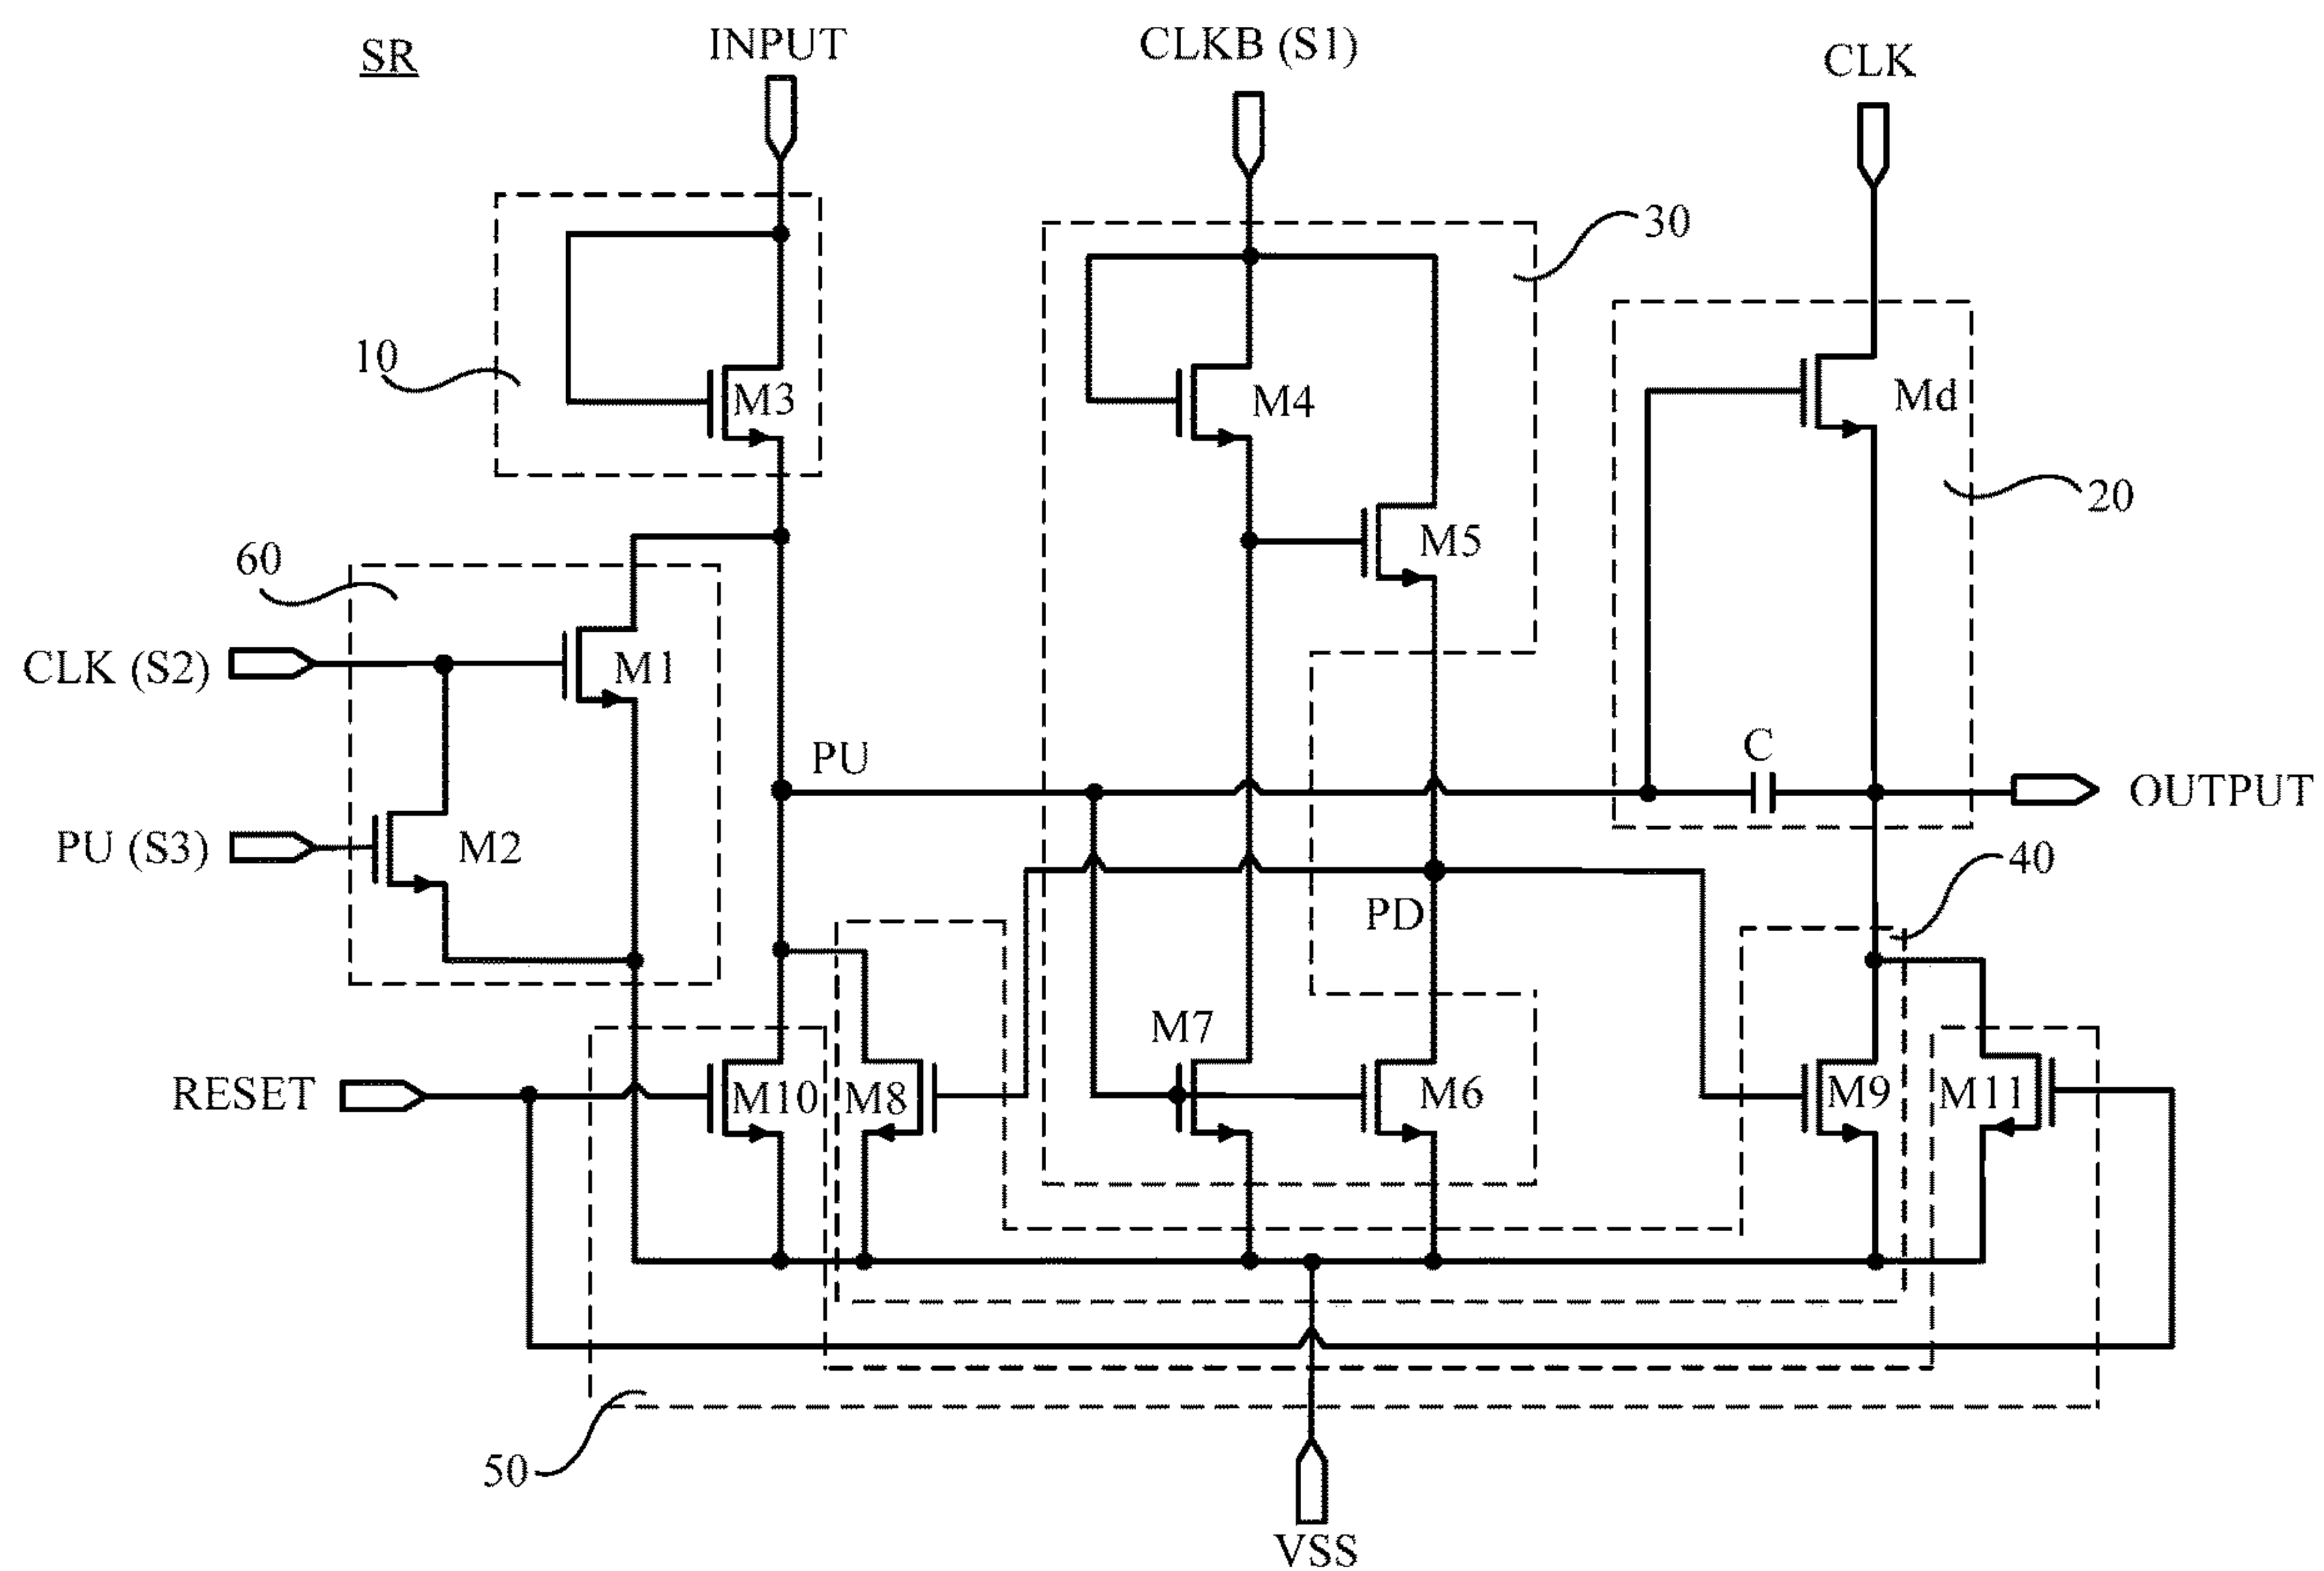 SR
INPUT
CLKB (S1)
CLK
30
10
M3
M4
Md
20
M5
60
CLK (S2)
M1
PU
C
OUTPUT
PU (S3)
M2
40
PD
M7
RESET
M10
M8
M6
M9
M11
50
VSS